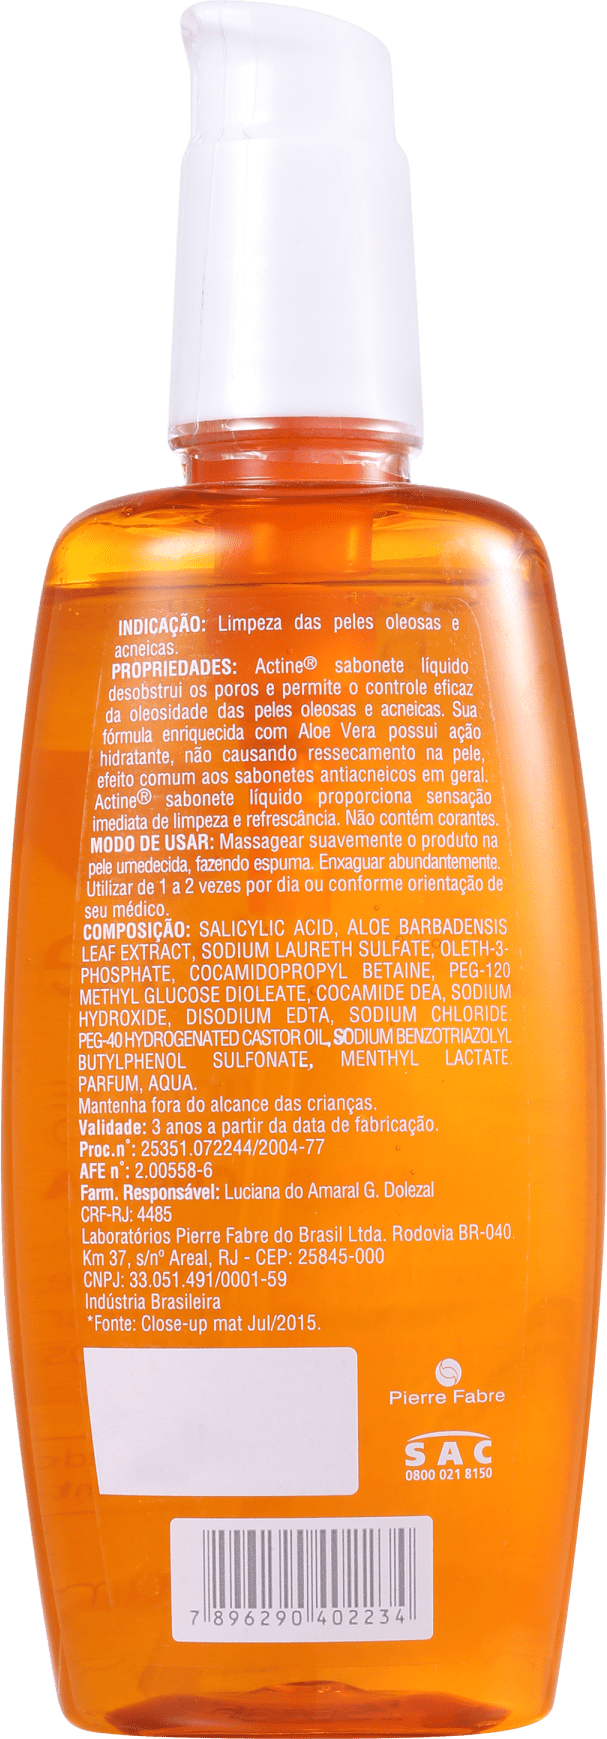 INDICAÇÃO: Limpeza das peles oleosas e
acneicas.
PROPRIEDADES: Actine® sabonete líquido
desobstrui os poros e permite o controle eficaz
da oleosidade das peles oleosas e acneicas. Sua
fórmula enriquecida com Aloe Vera possui ação
hidratante, não causando ressecamento na pele,
efeito comum aos sabonetes antiacneicos em geral.
Actine® sabonete líquido proporciona sensação
imediata de limpeza e refrescância. Não contém corantes.
MODO DE USAR: Massagear suavemente o produto na
pele umedecida, fazendo espuma. Enxaguar abundantemente.
Utilizar de 1 a 2 vezes por dia ou conforme orientação de
seu médico.
COMPOSIÇÃO: SALICYLIC ACID, ALOE BARBADENSIS
LEAF EXTRACT, SODIUM LAURETH SULFATE, OLETH-3-
PHOSPHATE, COCAMIDOPROPYL BETAINE, PEG-120
METHYL GLUCOSE DIOLEATE, COCAMIDE DEA, SODIUM
HYDROXIDE, DISODIUM EDTA, SODIUM CHLORIDE.
PEG-40 HYDROGENATED CASTOR OIL, SODIUM BENZOTRIAZOLYL
BUTYLPHENOL SULFONATE, MENTHYL LACTATE.
PARFUM, AQUA.
Mantenha fora do alcance das crianças.
Validade: 3 anos a partir da data de fabricação.
Proc.n°: 25351.072244/2004-77
AFE n°: 2.00558-6
Farm. Responsável: Luciana do Amaral G. Dolezal
CRF-RJ: 4485
Laboratórios Pierre Fabre do Brasil Ltda. Rodovia BR-040.
Km 37, s/nº Areal, RJ - CEP: 25845-000
CNPJ: 33.051.491/0001-59
Indústria Brasileira
*Fonte: Close-up mat Jul/2015.
Pierre Fabre
SAC
0800 021 8150
7 896290 402234